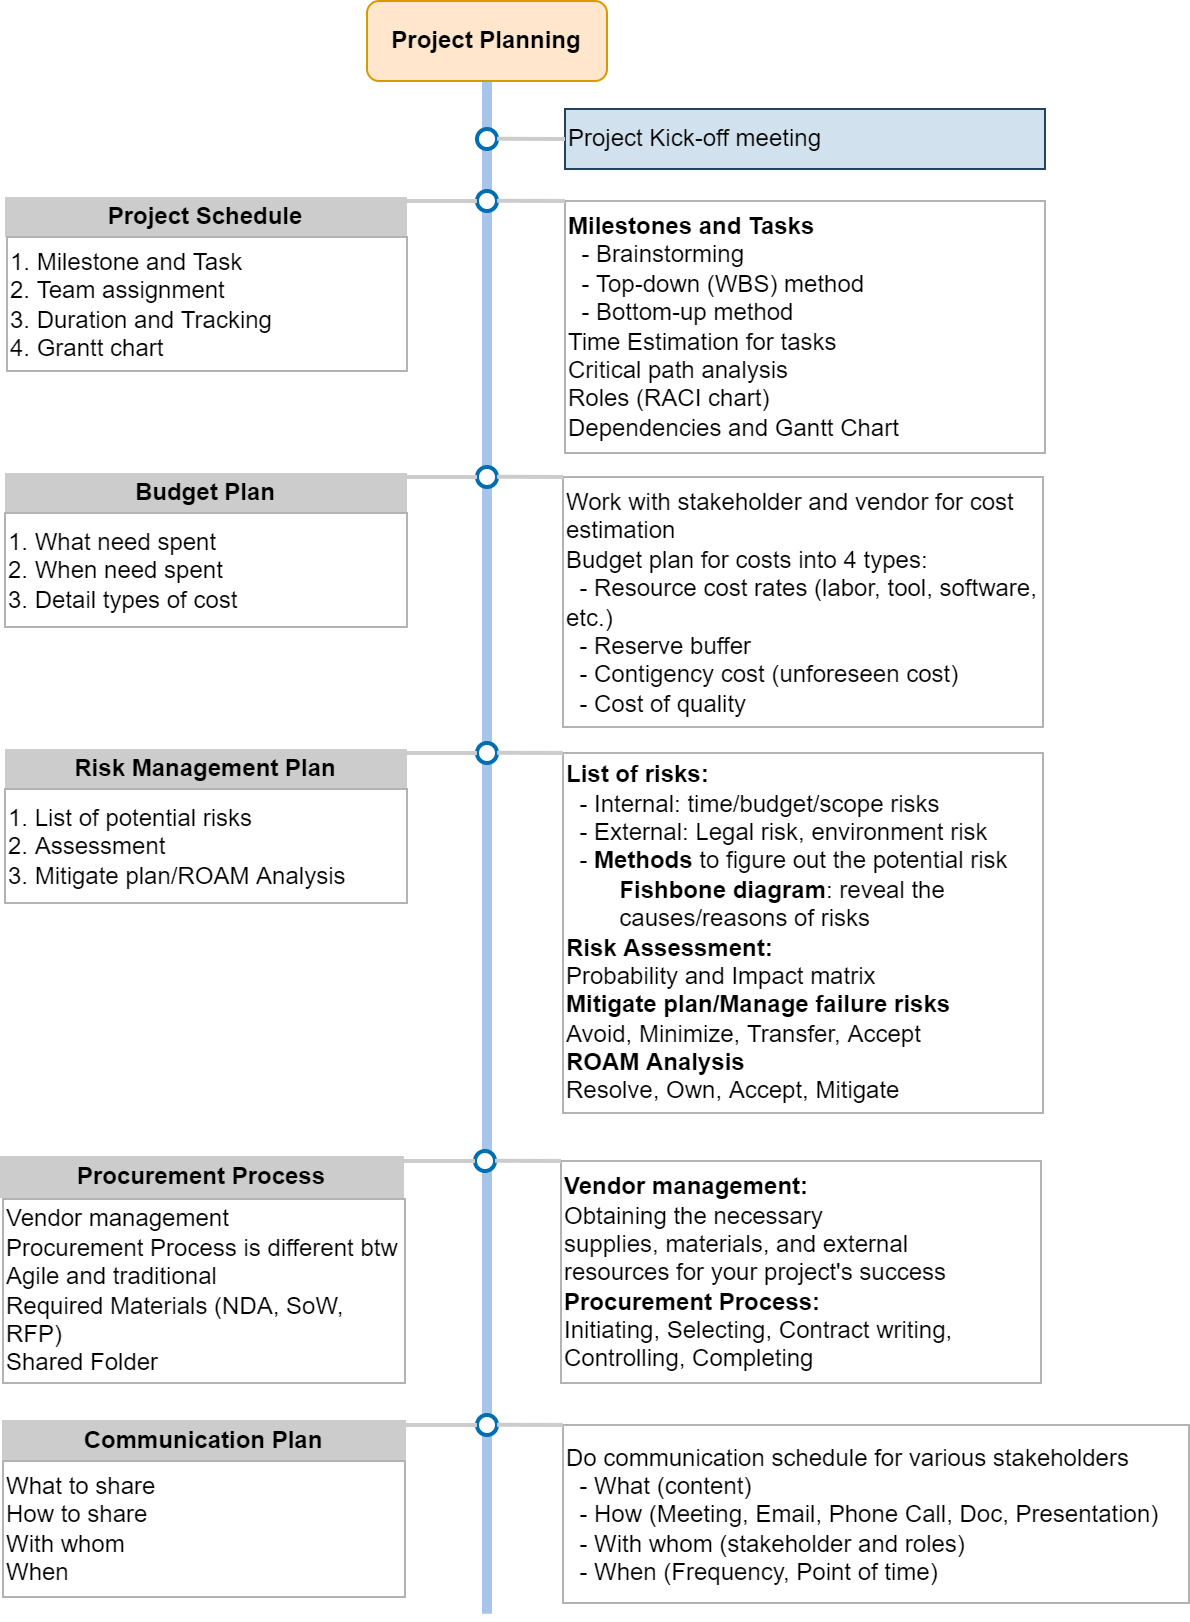 Project Planning
Project Kick-off meeting
Project Schedule
1. Milestone and Task
2. Team assignment
3. Duration and Tracking
4. Grantt chart
Milestones and Tasks
- Brainstorming
- Top-down (WBS) method
- Bottom-up method
Time Estimation for tasks
Critical path analysis
Roles (RACI chart)
Dependencies and Gantt Chart
Budget Plan
1. What need spent
2. When need spent
3. Detail types of cost
Work with stakeholder and vendor for cost
estimation
Budget plan for costs into 4 types:
- Resource cost rates (labor, tool, software,
etc.)
- Reserve buffer
- Contigency cost (unforeseen cost)
- Cost of quality
Risk Management Plan
1. List of potential risks
2. Assessment
3. Mitigate plan/ROAM Analysis
List of risks:
- Internal: time/budget/scope risks
- External: Legal risk, environment risk
- Methods to figure out the potential risk
Fishbone diagram: reveal the
causes/reasons of risks
Risk Assessment:
Probability and Impact matrix
Mitigate plan/Manage failure risks
Avoid, Minimize, Transfer, Accept
ROAM Analysis
Resolve, Own, Accept, Mitigate
Procurement Process
Vendor management
Procurement Process is different btw
Agile and traditional
Required Materials (NDA, SoW,
RFP)
Shared Folder
Vendor management:
Obtaining the necessary
supplies, materials, and external
resources for your project's success
Procurement Process:
Initiating, Selecting, Contract writing,
Controlling, Completing
Communication Plan
What to share
How to share
With whom
When
Do communication schedule for various stakeholders
- What (content)
- How (Meeting, Email, Phone Call, Doc, Presentation)
- With whom (stakeholder and roles)
- When (Frequency, Point of time)